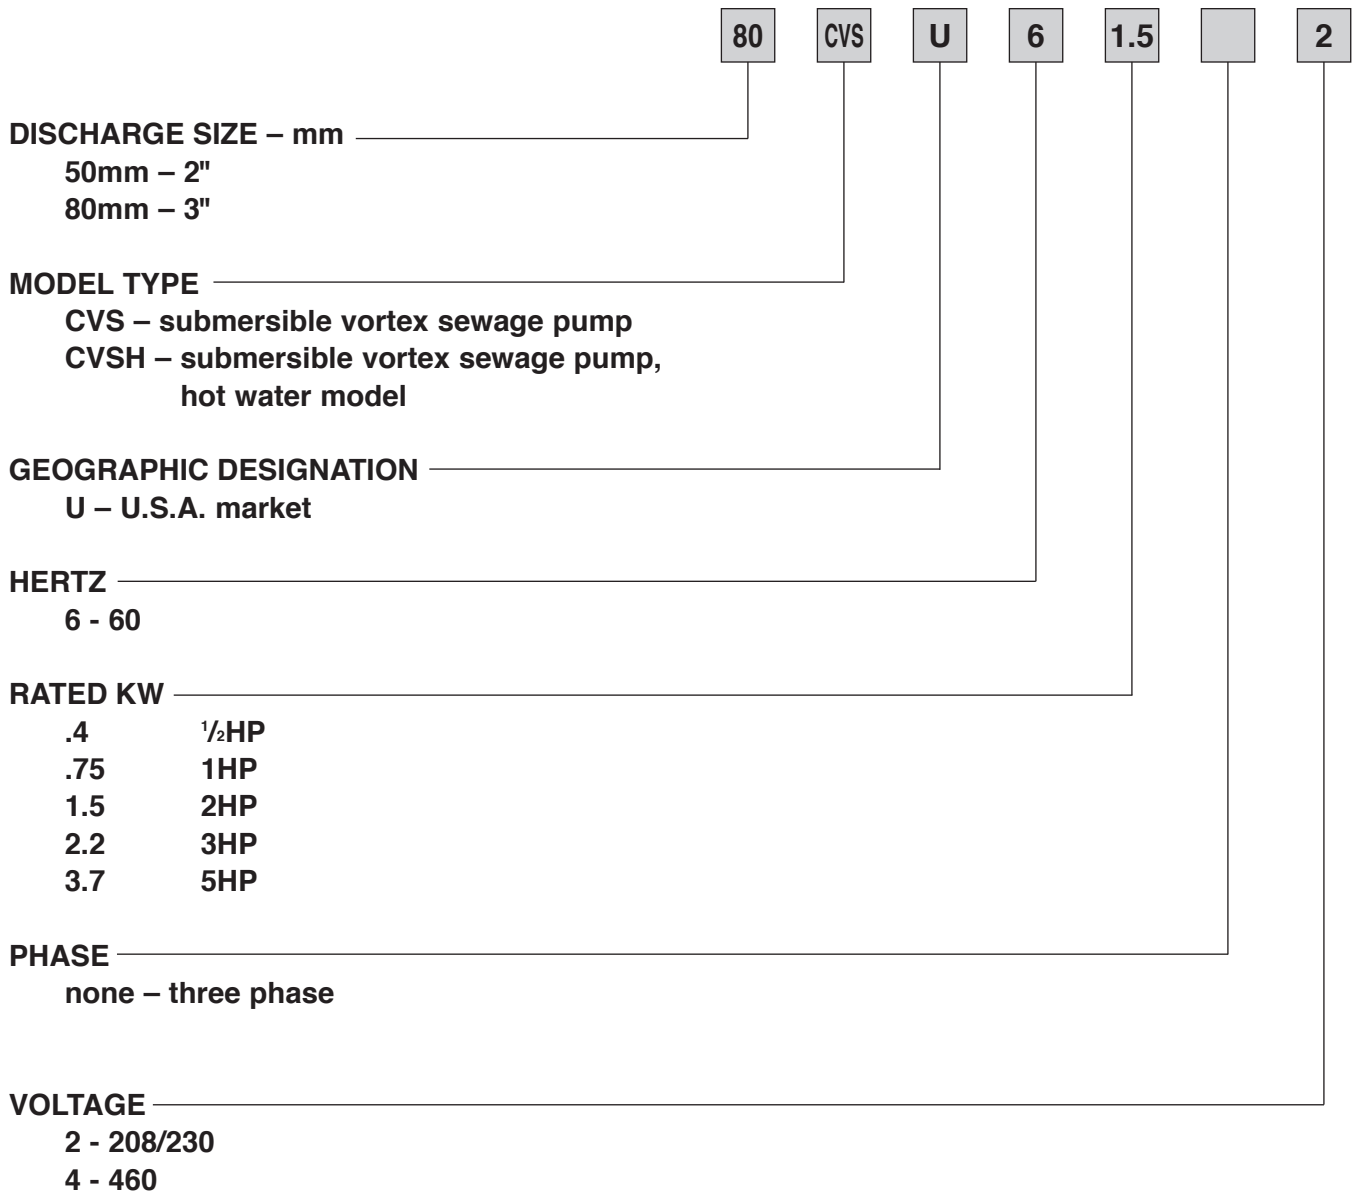 80 CVS U 6 1.5 2
DISCHARGE SIZE – mm
50mm – 2"
80mm – 3"
MODEL TYPE
CVS – submersible vortex sewage pump
CVSH – submersible vortex sewage pump,
hot water model
GEOGRAPHIC DESIGNATION
U – U.S.A. market
HERTZ
6 - 60
RATED KW
.4 ½HP
.75 1HP
1.5 2HP
2.2 3HP
3.7 5HP
PHASE
none – three phase
VOLTAGE
2 - 208/230
4 - 460